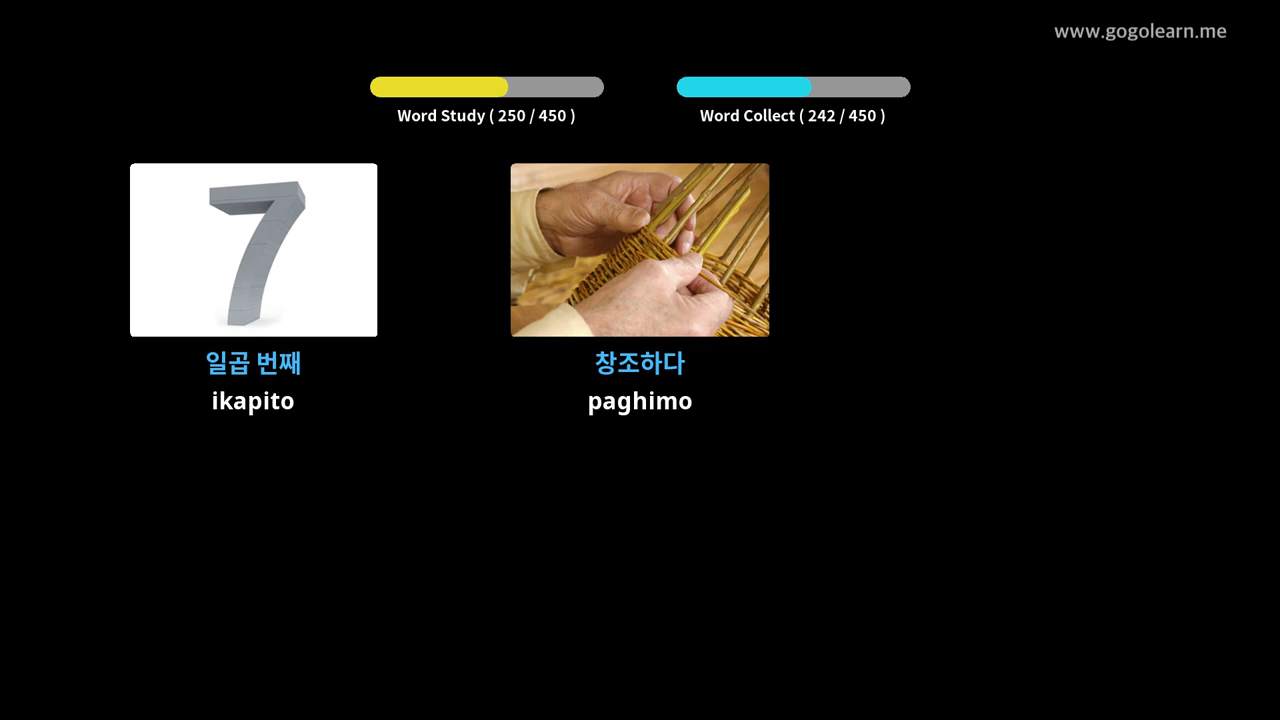 www.gogolearn.me
Word Study ( 250 / 450 )
Word Collect ( 242 / 450 )
7
일곱 번째
ikapito
창조하다
paghimo